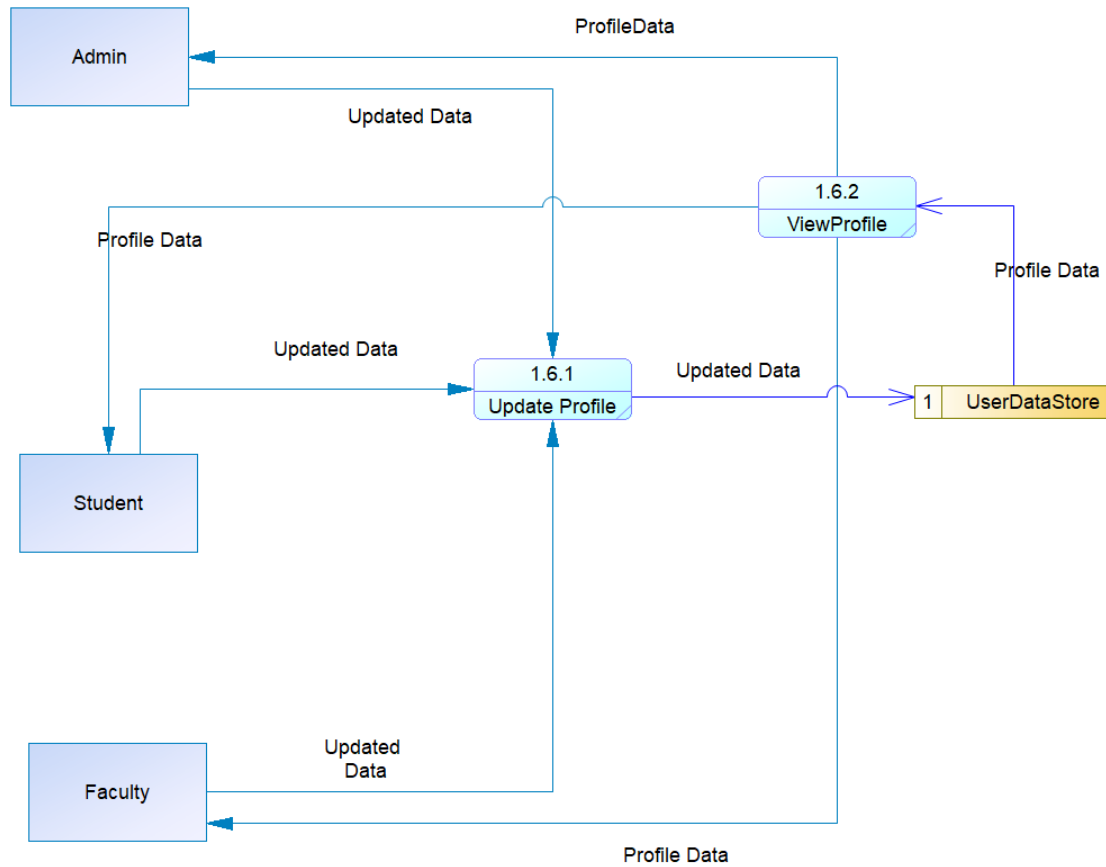 ProfileData
Admin
Updated Data
1.6.2
ViewProfile
Profile Data
Profile Data
Updated Data
1.6.1
Update Profile
Updated Data
1
UserDataStore
Student
Updated
Data
Faculty
Profile Data